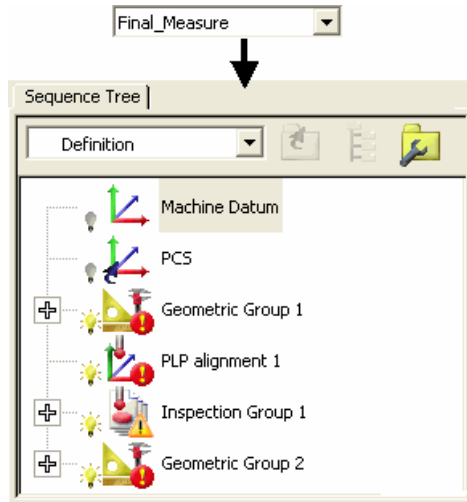 Final_Measure
Sequence Tree
Definition
Machine Datum
PCS
Geometric Group 1
PLP alignment 1
Inspection Group 1
Geometric Group 2